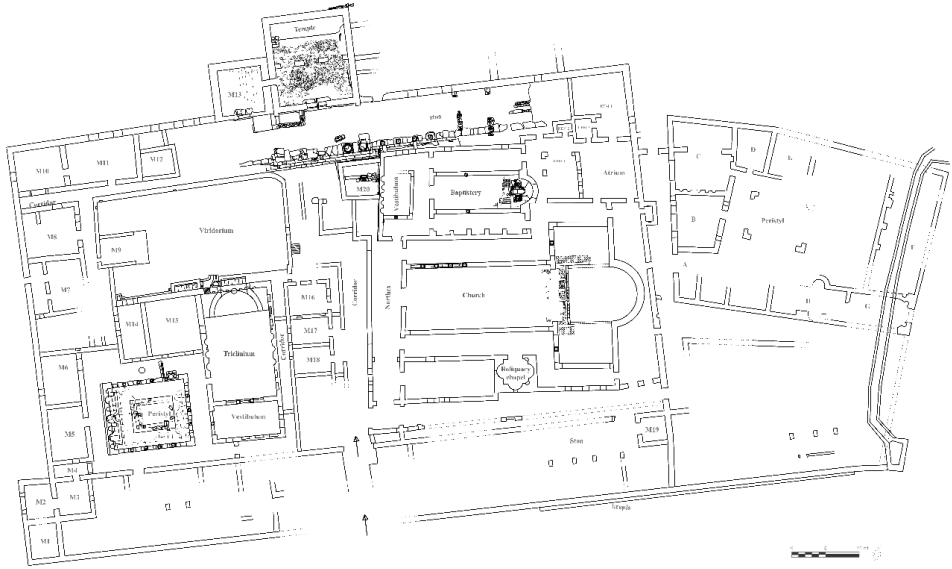 Temple
M13
M10
M11
M12
Corridor
M8
M9
Viridarium
M20
Vestibulum
Baptistery
Atrium
C
D
E
B
Peristyl
A
F
G
M7
M14
M15
Triclinium
Corridor
M16
M17
M18
Corridor
Narthex
Church
Reliquary
chapel
M6
Peristyl
Vestibulum
M5
M4
M2
M3
M1
Stoa
M19